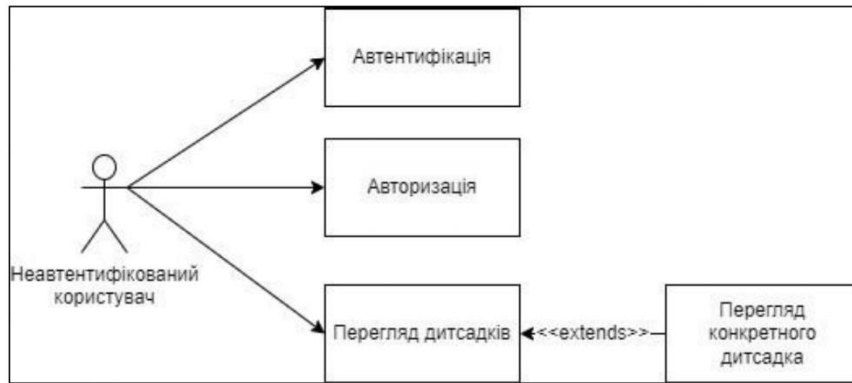 Автентифікація
Авторизація
Неавтентифікований
користувач
Перегляд дитсадків
<<extends>>
Перегляд
конкретного
дитсадка